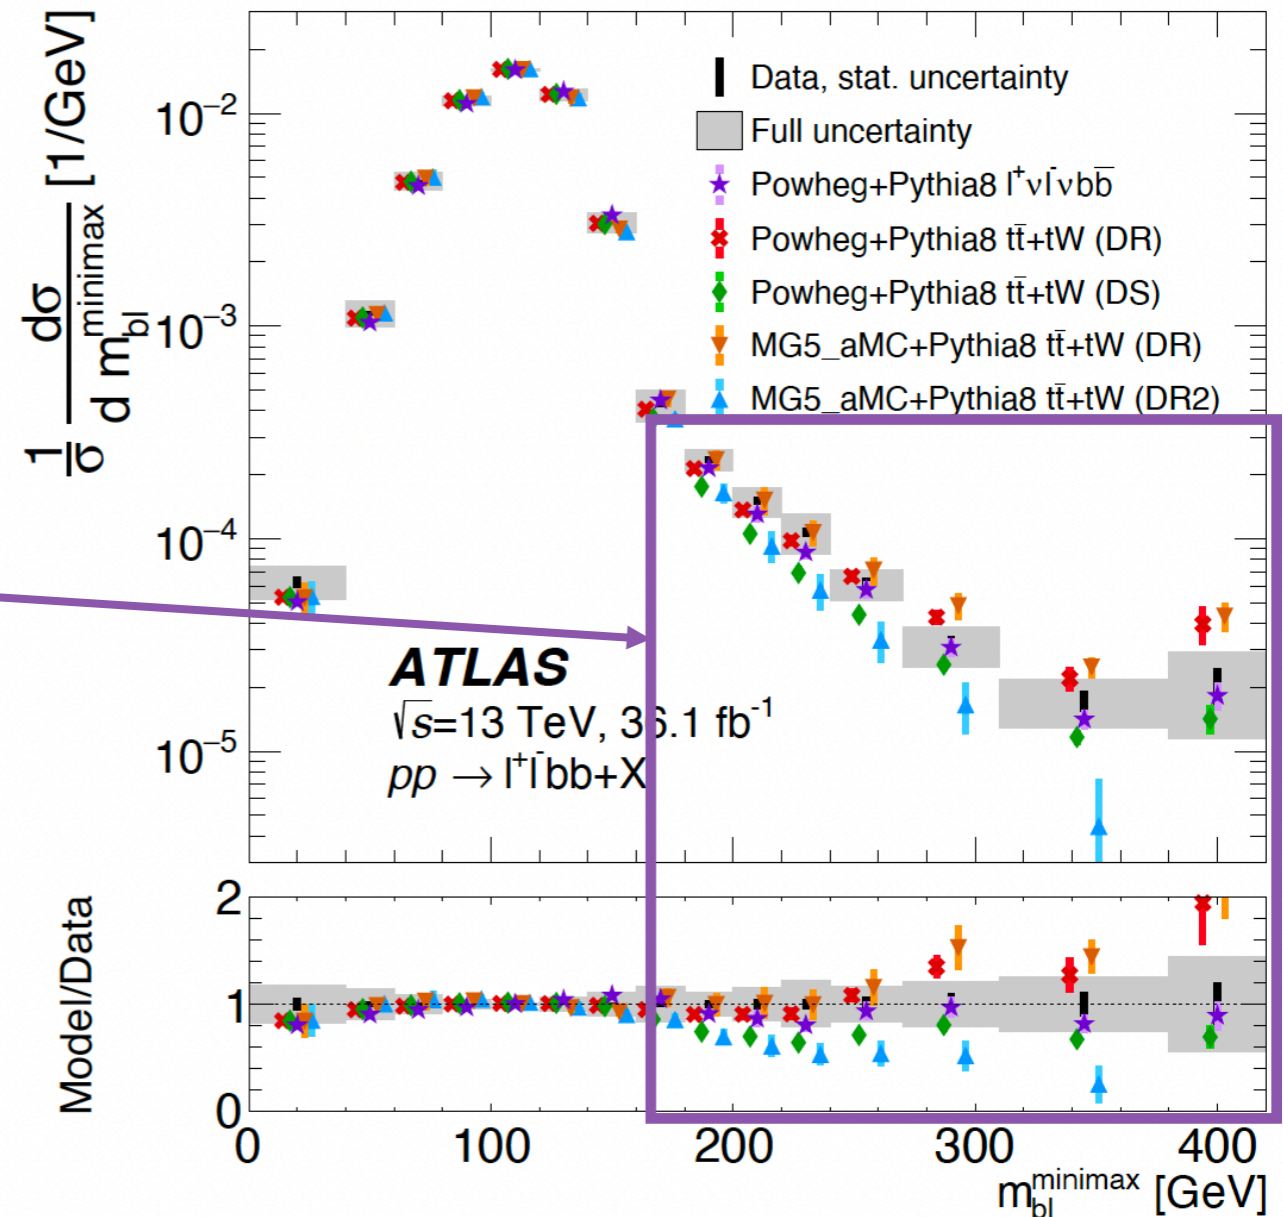 1/σ dσ/d m_bl^minimax [1/GeV]
10⁻²
10⁻³
10⁻⁴
10⁻⁵
Data, stat. uncertainty
Full uncertainty
Powheg+Pythia8 l⁺νl⁻νbb̅
Powheg+Pythia8 tt̅+tW (DR)
Powheg+Pythia8 tt̅+tW (DS)
MG5_aMC+Pythia8 tt̅+tW (DR)
MG5_aMC+Pythia8 tt̅+tW (DR2)
ATLAS
√s=13 TeV, 36.1 fb⁻¹
pp → l⁺l⁻bb+X
Model/Data
2
1
0
0 100 200 300 400
m_bl^minimax [GeV]